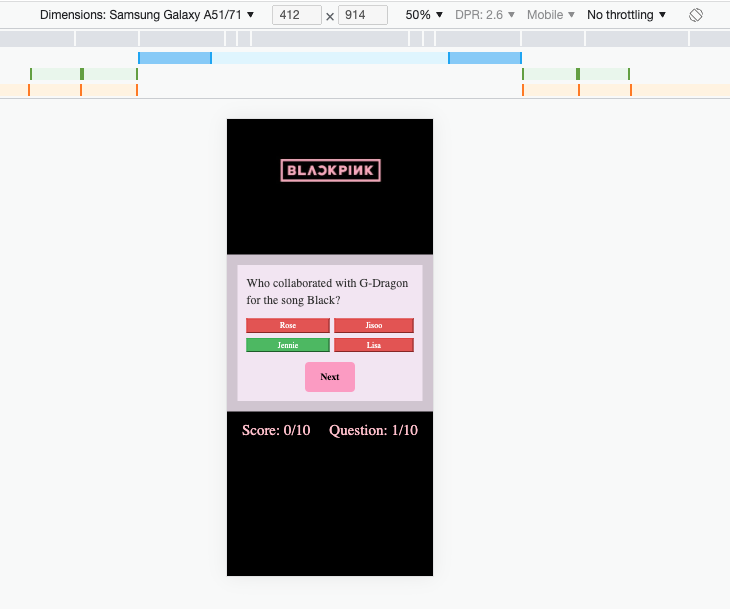 Dimensions: Samsung Galaxy A51/71 ▼ 412 × 914 50% ▼ DPR: 2.6 ▼ Mobile ▼ No throttling ▼
BLACKPINK
Who collaborated with G-Dragon
for the song Black?
Rose Jisoo
Jennie Lisa
Next
Score: 0/10 Question: 1/10